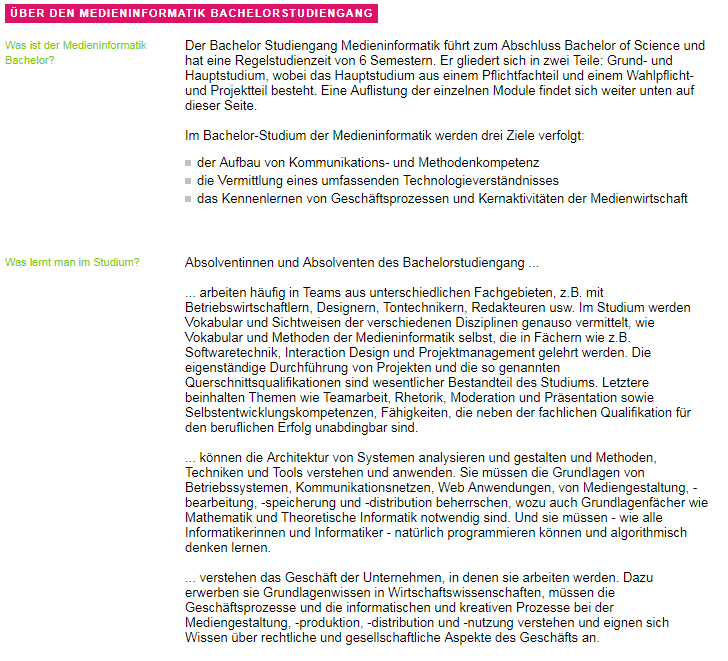 ÜBER DEN MEDIENINFORMATIK BACHELORSTUDIENGANG
Was ist der Medieninformatik
Bachelor?
Der Bachelor Studiengang Medieninformatik führt zum Abschluss Bachelor of Science und
hat eine Regelstudienzeit von 6 Semestern. Er gliedert sich in zwei Teile: Grund- und
Hauptstudium, wobei das Hauptstudium aus einem Pflichtfachteil und einem Wahlpflicht-
und Projektteil besteht. Eine Auflistung der einzelnen Module findet sich weiter unten auf
dieser Seite.
Im Bachelor-Studium der Medieninformatik werden drei Ziele verfolgt:
der Aufbau von Kommunikations- und Methodenkompetenz
die Vermittlung eines umfassenden Technologieverständnisses
das Kennenlernen von Geschäftsprozessen und Kernaktivitäten der Medienwirtschaft
Was lernt man im Studium?
Absolventinnen und Absolventen des Bachelorstudiengang ...
... arbeiten häufig in Teams aus unterschiedlichen Fachgebieten, z.B. mit
Betriebswirtschaftlern, Designern, Tontechnikern, Redakteuren usw. Im Studium werden
Vokabular und Sichtweisen der verschiedenen Disziplinen genauso vermittelt, wie
Vokabular und Methoden der Medieninformatik selbst, die in Fächern wie z.B.
Softwaretechnik, Interaction Design und Projektmanagement gelehrt werden. Die
eigenständige Durchführung von Projekten und die so genannten
Querschnittsqualifikationen sind wesentlicher Bestandteil des Studiums. Letztere
beinhalten Themen wie Teamarbeit, Rhetorik, Moderation und Präsentation sowie
Selbstentwicklungskompetenzen, Fähigkeiten, die neben der fachlichen Qualifikation für
den beruflichen Erfolg unabdingbar sind.
... können die Architektur von Systemen analysieren und gestalten und Methoden,
Techniken und Tools verstehen und anwenden. Sie müssen die Grundlagen von
Betriebssystemen, Kommunikationsnetzen, Web Anwendungen, von Mediengestaltung, -
bearbeitung, -speicherung und -distribution beherrschen, wozu auch Grundlagenfächer wie
Mathematik und Theoretische Informatik notwendig sind. Und sie müssen - wie alle
Informatikerinnen und Informatiker - natürlich programmieren können und algorithmisch
denken lernen.
... verstehen das Geschäft der Unternehmen, in denen sie arbeiten werden. Dazu
erwerben sie Grundlagenwissen in Wirtschaftswissenschaften, müssen die
Geschäftsprozesse und die informatischen und kreativen Prozesse bei der
Mediengestaltung, -produktion, -distribution und -nutzung verstehen und eignen sich
Wissen über rechtliche und gesellschaftliche Aspekte des Geschäfts an.